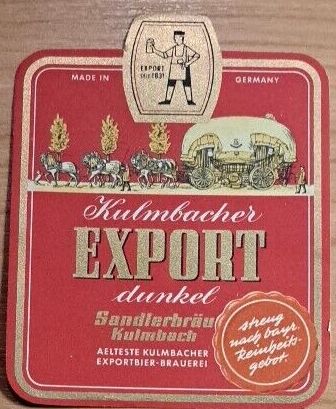 EXPORT
seit 1831
MADE IN
GERMANY
Kulmbacher
EXPORT
dunkel
Sandlerbräu
Kulmbach
AELTESTE KULMBACHER
EXPORTBIER-BRAUEREI
streng
nach bayr.
Reinheits-
gebot.